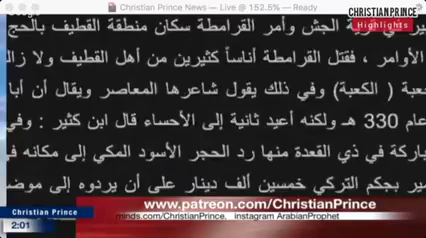 Christian Prince News — Live @ 152.5% — Ready
CHRISTIAN PRINCE
Highlights
الجش وأمر القرامطة سكان منطقة القطيف بالحج
الأوامر ، فقتل القرامطة أناساً كثيرين من أهل القطيف ولا زال
عبة ( الكعبة) وفي ذلك يقول شاعرها المعاصر ويقال أن أبا
عام 330 هـ ولكنه أعيد ثانية إلى الأحساء قال ابن كثير : وفي
باركة في ذي القعدة منها رد الحجر الأسود المكي إلى مكانه ف
ير بجكم التركي خمسين ألف دينار على أن يردوه إلى موض
www.patreon.com/ChristianPrince
Christian Prince
minds.com/ChristianPrince, instagram ArabianProphet
2:01